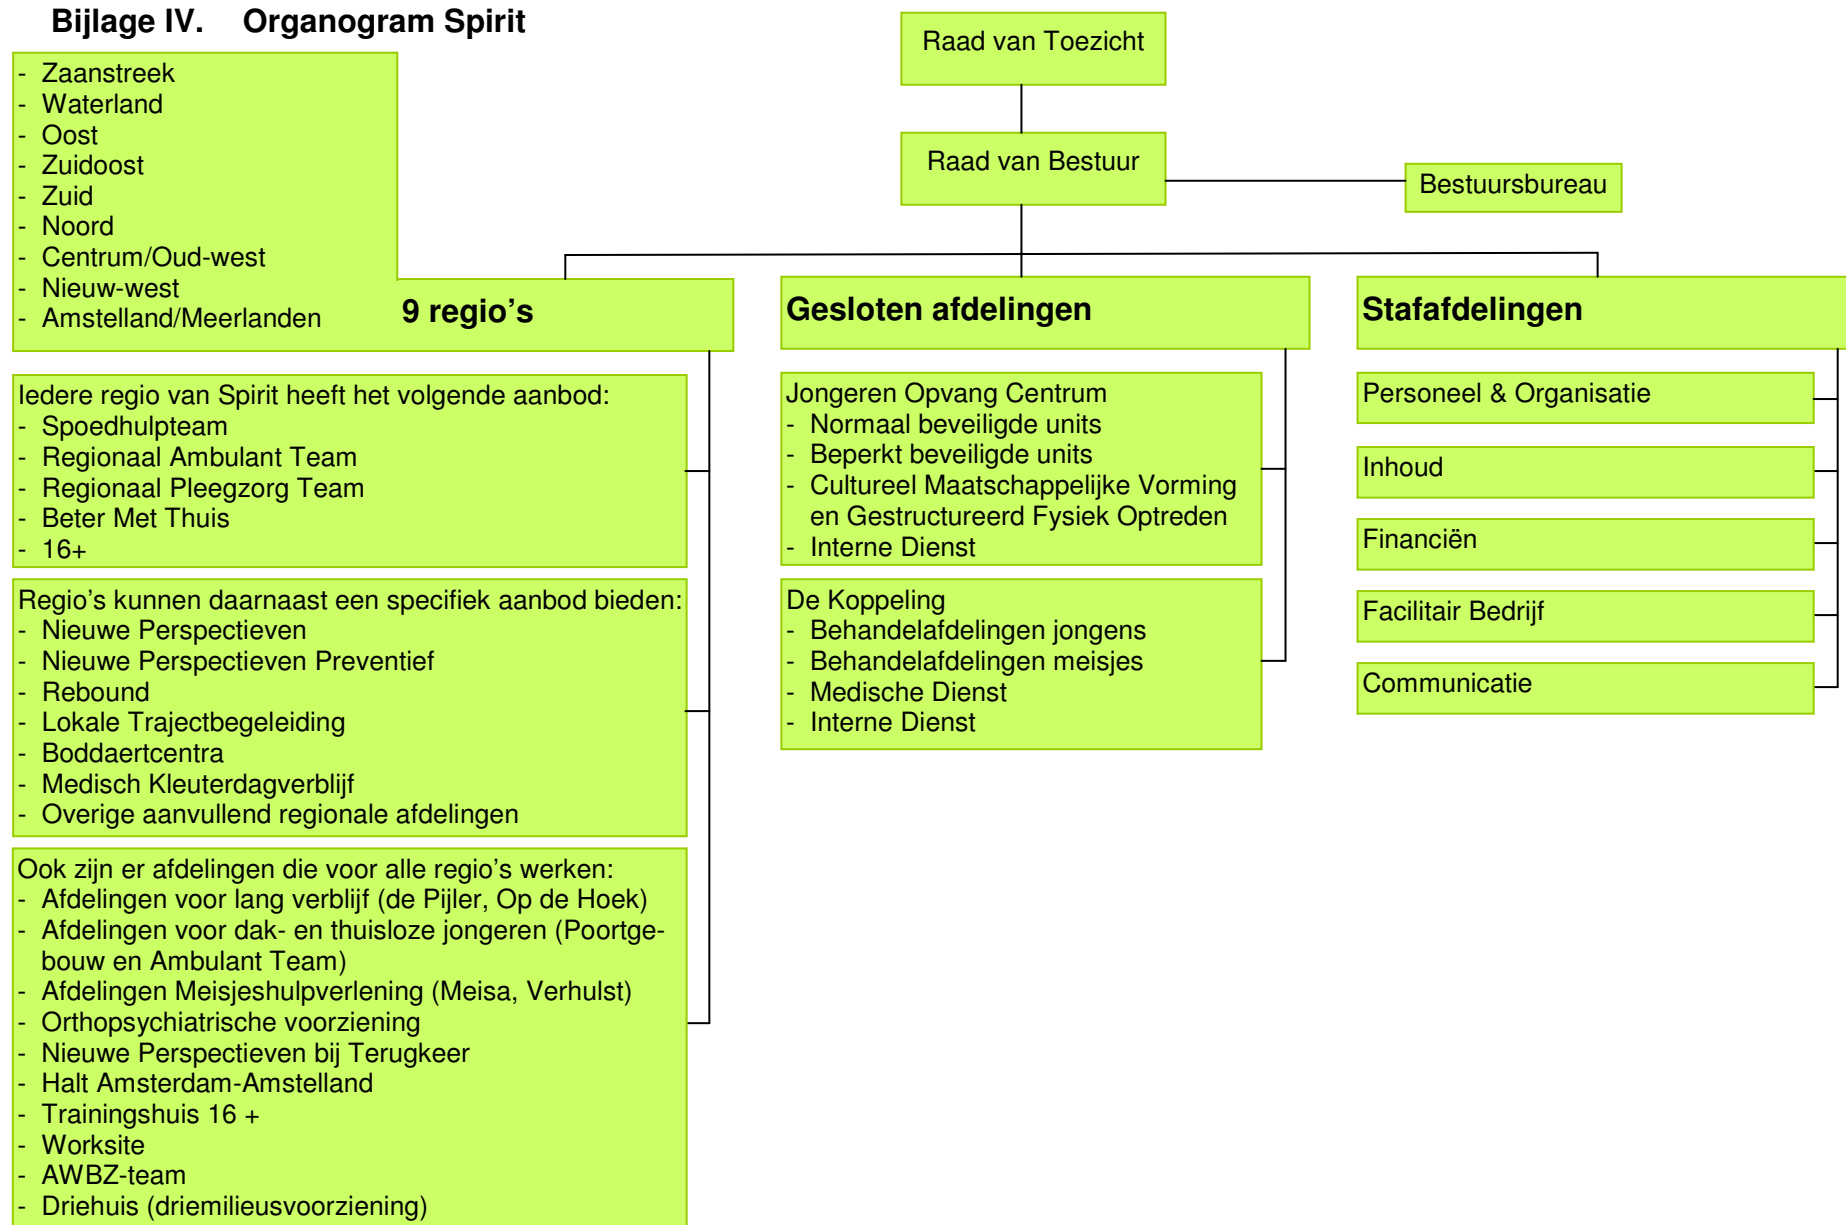 Bijlage IV. Organogram Spirit
Raad van Toezicht
Raad van Bestuur
Bestuursbureau
- Zaanstreek
- Waterland
- Oost
- Zuidoost
- Zuid
- Noord
- Centrum/Oud-west
- Nieuw-west
- Amstelland/Meerlanden
9 regio’s
Iedere regio van Spirit heeft het volgende aanbod:
- Spoedhulpteam
- Regionaal Ambulant Team
- Regionaal Pleegzorg Team
- Beter Met Thuis
- 16+
Regio’s kunnen daarnaast een specifiek aanbod bieden:
- Nieuwe Perspectieven
- Nieuwe Perspectieven Preventief
- Rebound
- Lokale Trajectbegeleiding
- Boddaertcentra
- Medisch Kleuterdagverblijf
- Overige aanvullend regionale afdelingen
Ook zijn er afdelingen die voor alle regio’s werken:
- Afdelingen voor lang verblijf (de Pijler, Op de Hoek)
- Afdelingen voor dak- en thuisloze jongeren (Poortge-
bouw en Ambulant Team)
- Afdelingen Meisjeshulpverlening (Meisa, Verhulst)
- Orthopsychiatrische voorziening
- Nieuwe Perspectieven bij Terugkeer
- Halt Amsterdam-Amstelland
- Trainingshuis 16 +
- Worksite
- AWBZ-team
- Driehuis (driemilieusvoorziening)
Gesloten afdelingen
Jongeren Opvang Centrum
- Normaal beveiligde units
- Beperkt beveiligde units
- Cultureel Maatschappelijke Vorming
en Gestructureerd Fysiek Optreden
- Interne Dienst
De Koppeling
- Behandelafdelingen jongens
- Behandelafdelingen meisjes
- Medische Dienst
- Interne Dienst
Stafafdelingen
Personeel & Organisatie
Inhoud
Financiën
Facilitair Bedrijf
Communicatie